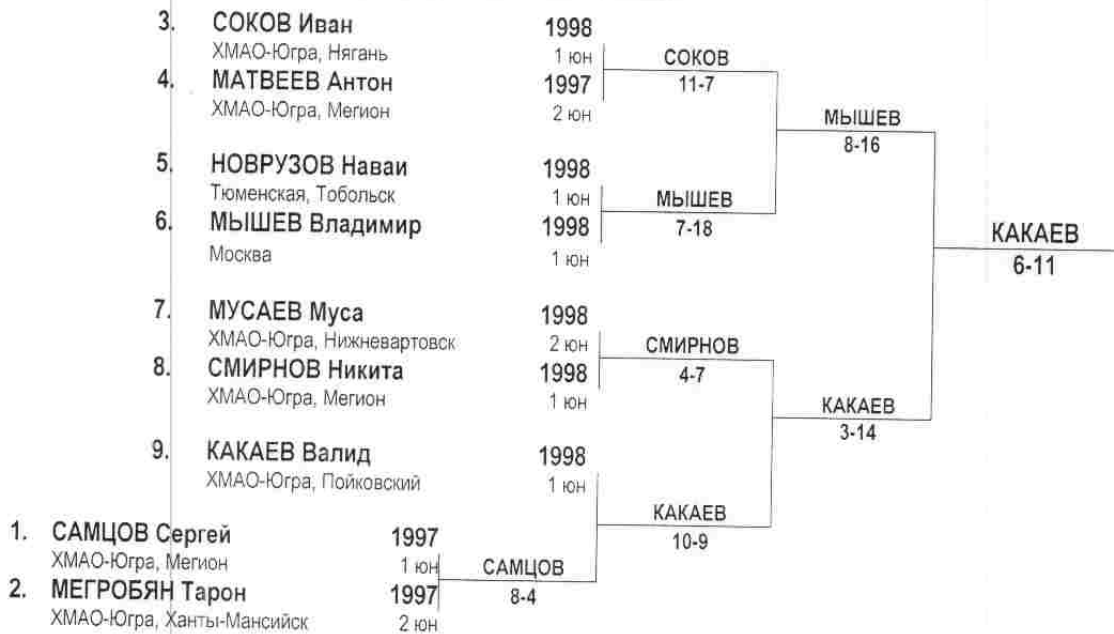 3. СОКОВ Иван 1998
ХМАО-Югра, Нягань 1 юн
СОКОВ
4. МАТВЕЕВ Антон 1997
11-7
ХМАО-Югра, Мегион 2 юн
МЫШЕВ
8-16
5. НОВРУЗОВ Наваи 1998
Тюменская, Тобольск 1 юн
МЫШЕВ
6. МЫШЕВ Владимир 1998
7-18
Москва 1 юн
КАКАЕВ
6-11
7. МУСАЕВ Муса 1998
ХМАО-Югра, Нижневартовск 2 юн
СМИРНОВ
8. СМИРНОВ Никита 1998
4-7
ХМАО-Югра, Мегион 1 юн
КАКАЕВ
3-14
9. КАКАЕВ Валид 1998
ХМАО-Югра, Пойковский 1 юн
КАКАЕВ
10-9
1. САМЦОВ Сергей 1997
ХМАО-Югра, Мегион 1 юн
САМЦОВ
2. МЕГРОБЯН Тарон 1997
8-4
ХМАО-Югра, Ханты-Мансийск 2 юн